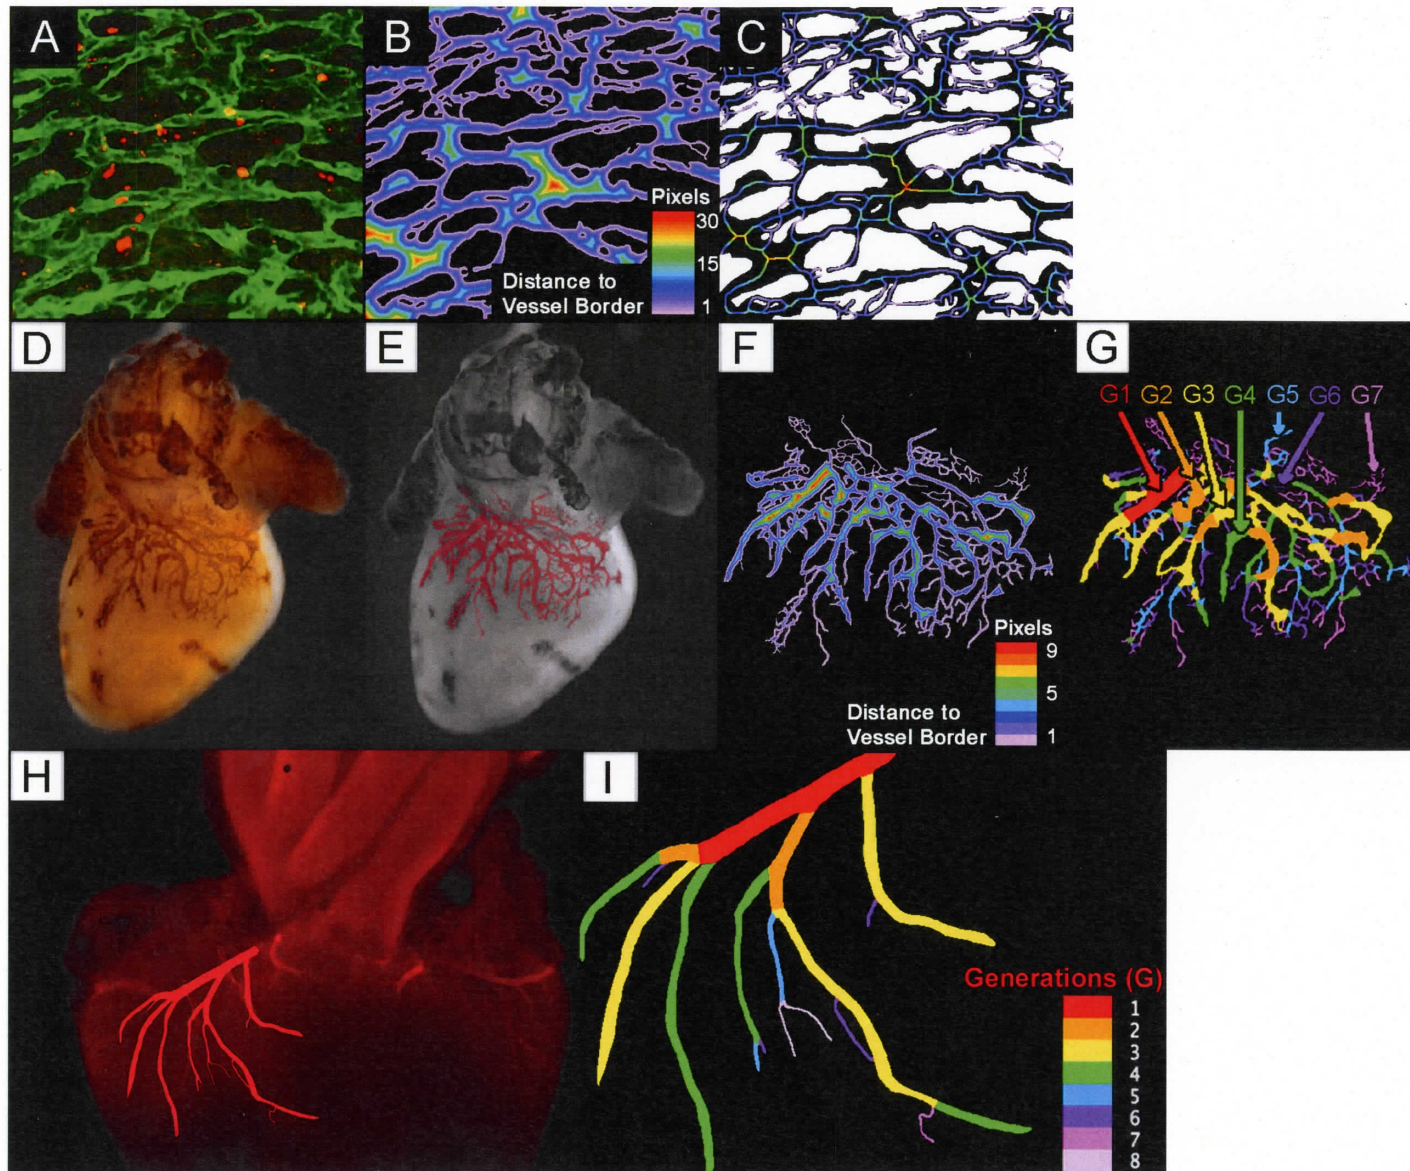 A
B
C
Pixels
30
15
1
Distance to
Vessel Border
D
E
F
G
G1 G2 G3 G4 G5 G6 G7
Pixels
9
5
1
Distance to
Vessel Border
H
I
Generations (G)
1
2
3
4
5
6
7
8